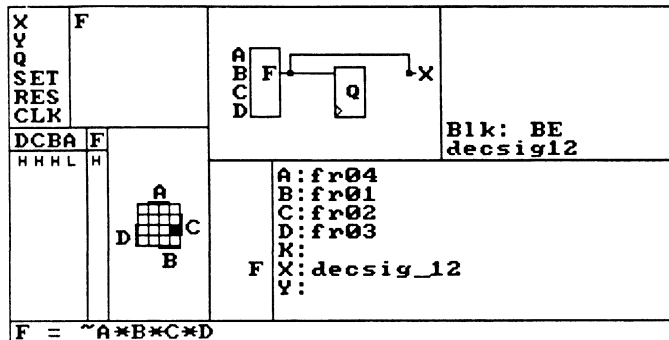 X F
Y
Q
SET
RES
CLK
A
B F
C
D
Q
X
Blk: BE
decsig12
DCBA F
HHHL H
A
D C
B
A:fr04
B:fr01
C:fr02
D:fr03
K:
F X:decsig_12
Y:
F = ~A*B*C*D